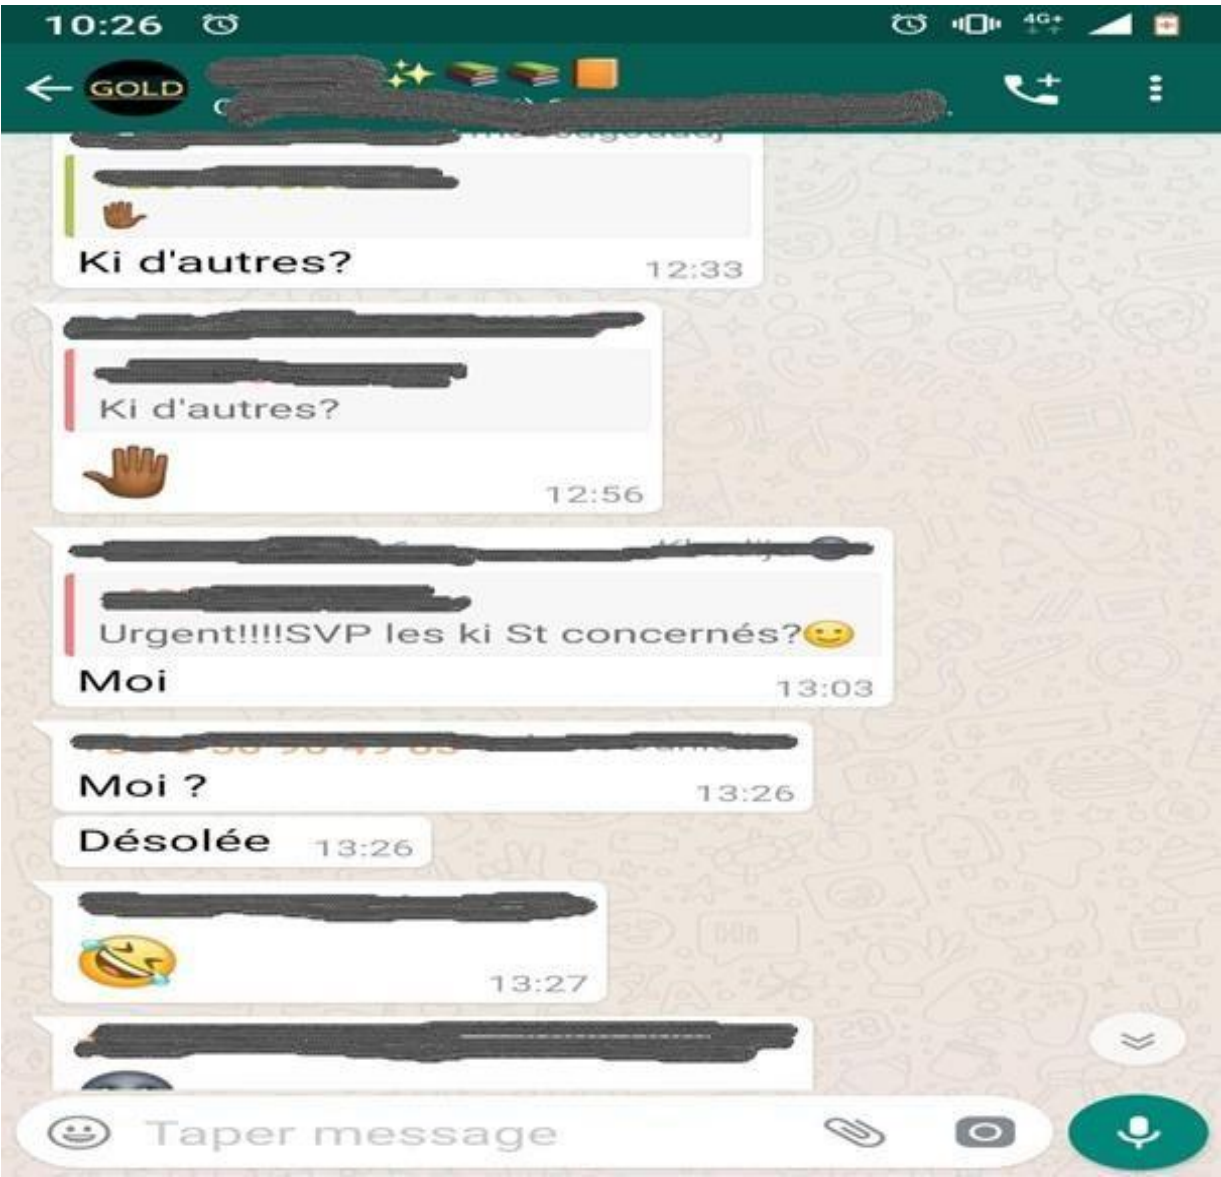 10:26
4G+
GOLD
Ki d'autres?
12:33
Ki d'autres?
12:56
Urgent!!!!SVP les ki St concernés?🙂
Moi
13:03
Moi ?
13:26
Désolée 13:26
13:27
Taper message